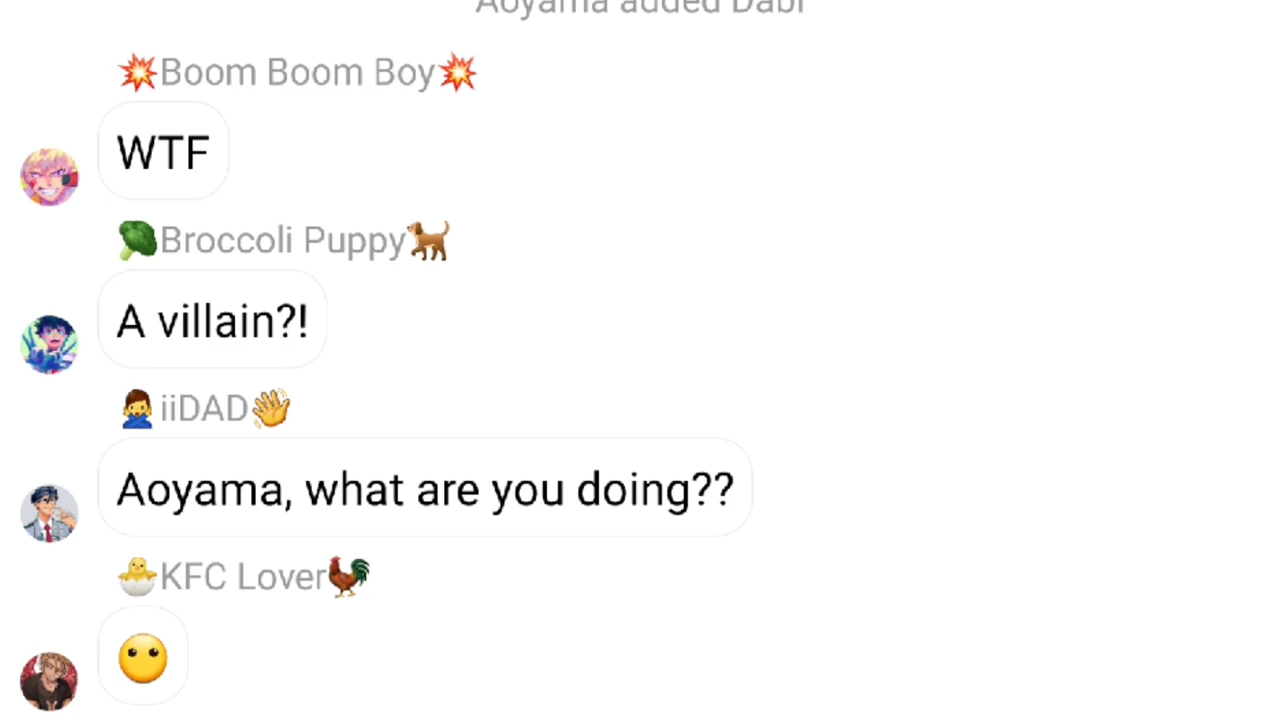 Aoyama added Dabi
💥Boom Boom Boy💥
WTF
🥦Broccoli Puppy🐕
A villain?!
🙎‍♂️iiDAD👋
Aoyama, what are you doing??
🐣KFC Lover🐓
😶